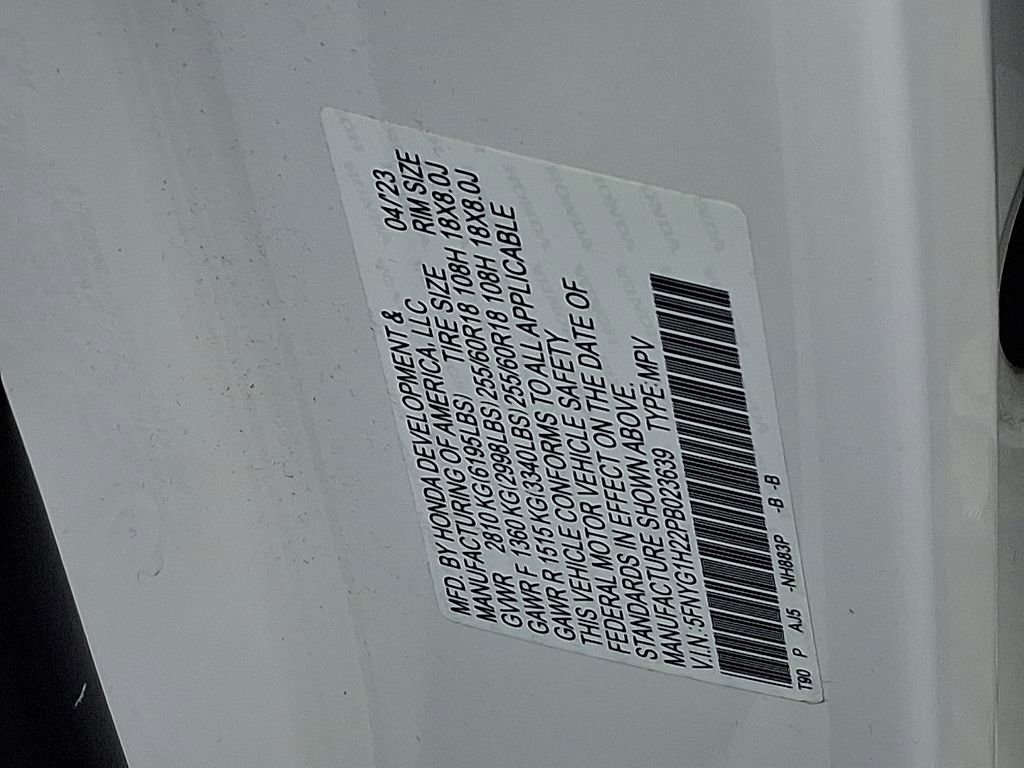 MFD. BY HONDA DEVELOPMENT & 04/'23
MANUFACTURING OF AMERICA, LLC
GVWR 2810 KG(6195LBS) TIRE SIZE RIM SIZE
GAWR F 1360 KG(2998LBS) 255/60R18 108H 18X8.0J
GAWR R 1515 KG(3340LBS) 255/60R18 108H 18X8.0J
THIS VEHICLE CONFORMS TO ALL APPLICABLE
FEDERAL MOTOR VEHICLE SAFETY
STANDARDS IN EFFECT ON THE DATE OF
MANUFACTURE SHOWN ABOVE.
V.I.N.:5FNYG1H22PB023639 TYPE:MPV
T90 P AIJ5 -NH883P -B -B